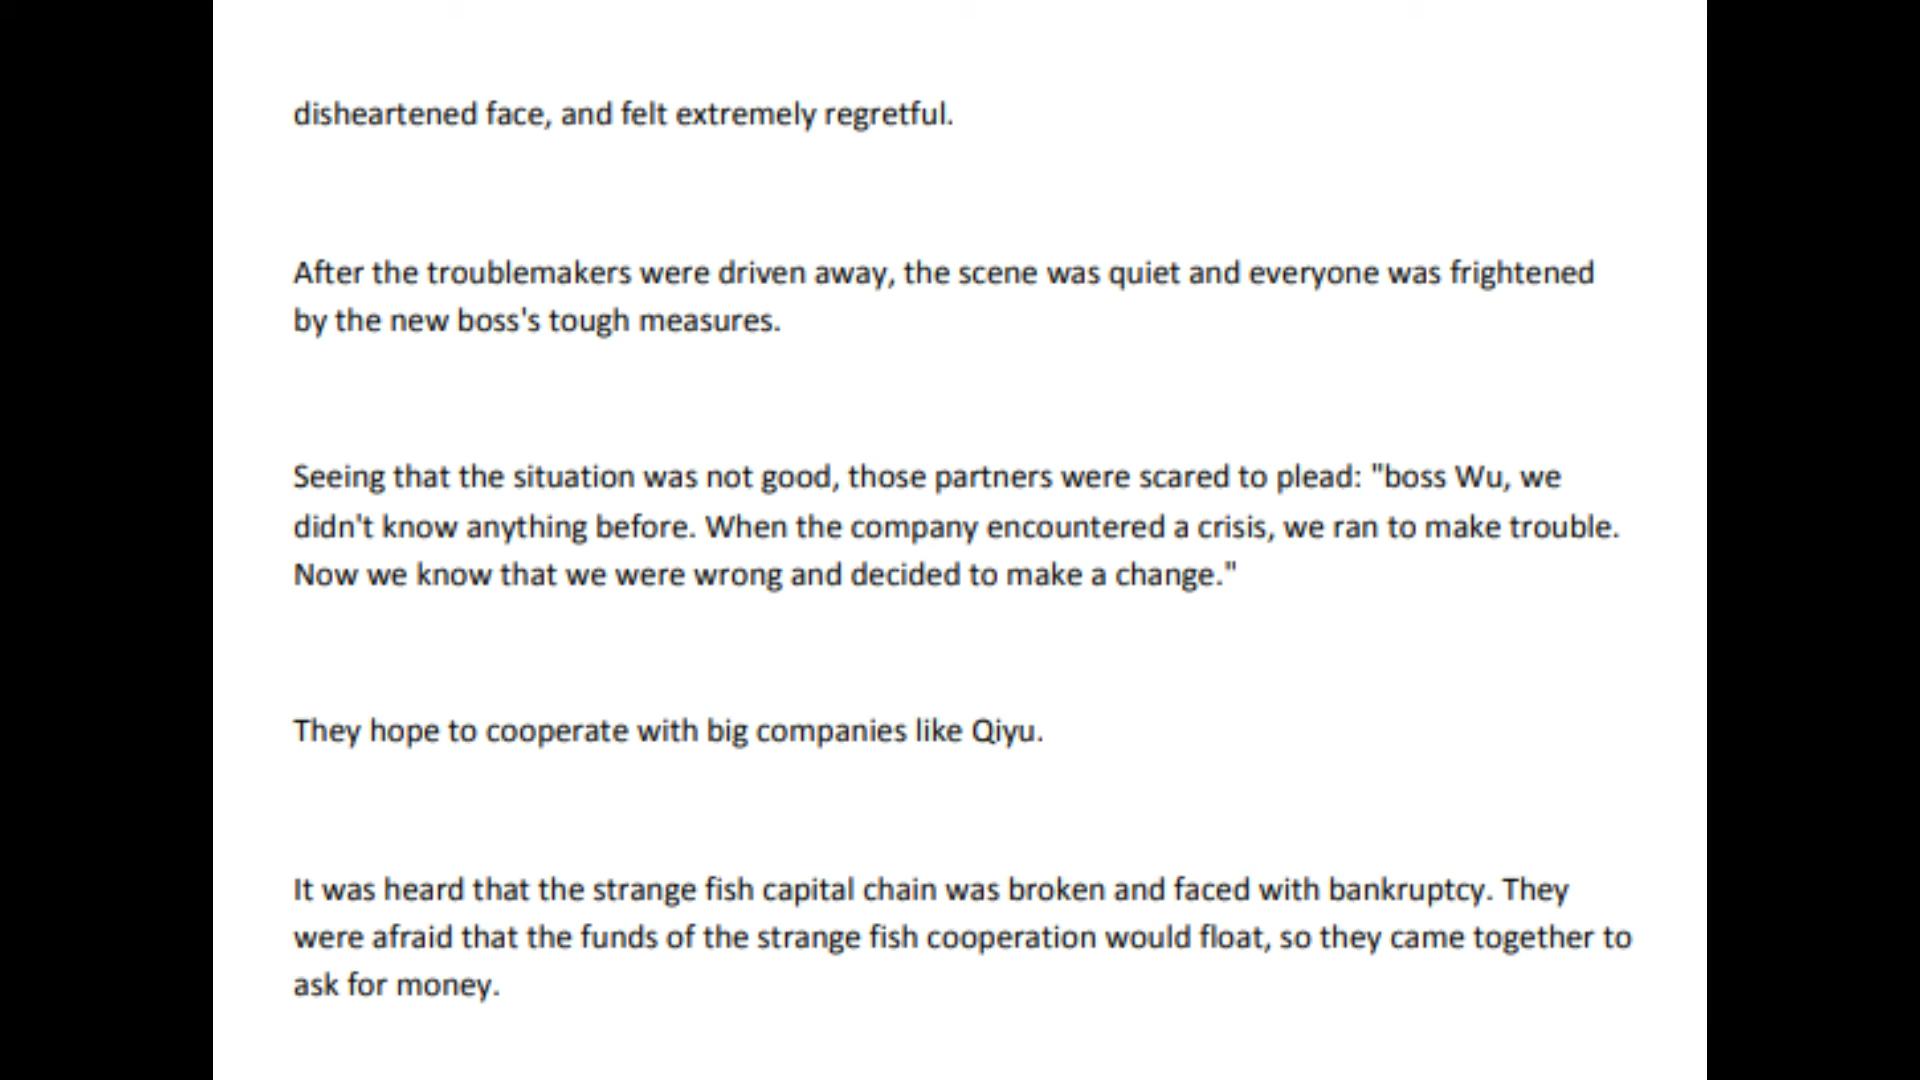 disheartened face, and felt extremely regretful.
After the troublemakers were driven away, the scene was quiet and everyone was frightened
by the new boss's tough measures.
Seeing that the situation was not good, those partners were scared to plead: "boss Wu, we
didn't know anything before. When the company encountered a crisis, we ran to make trouble.
Now we know that we were wrong and decided to make a change."
They hope to cooperate with big companies like Qiyu.
It was heard that the strange fish capital chain was broken and faced with bankruptcy. They
were afraid that the funds of the strange fish cooperation would float, so they came together to
ask for money.